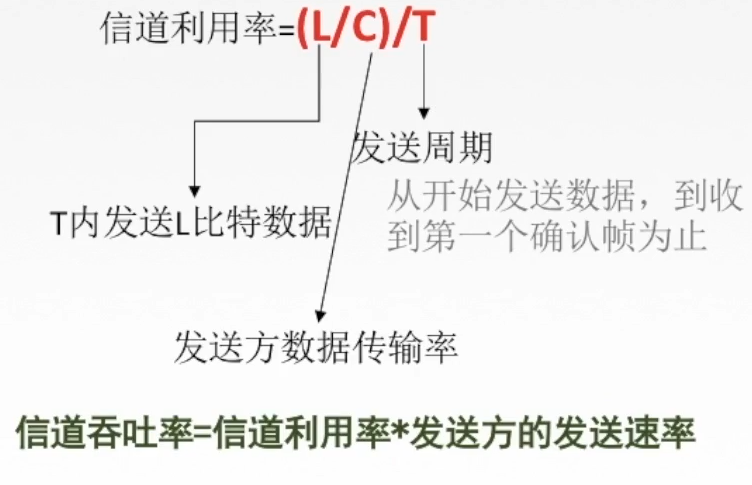 信道利用率=(L/C)/T
发送周期
从开始发送数据，到收
到第一个确认帧为止
T内发送L比特数据
发送方数据传输率
信道吞吐率=信道利用率*发送方的发送速率